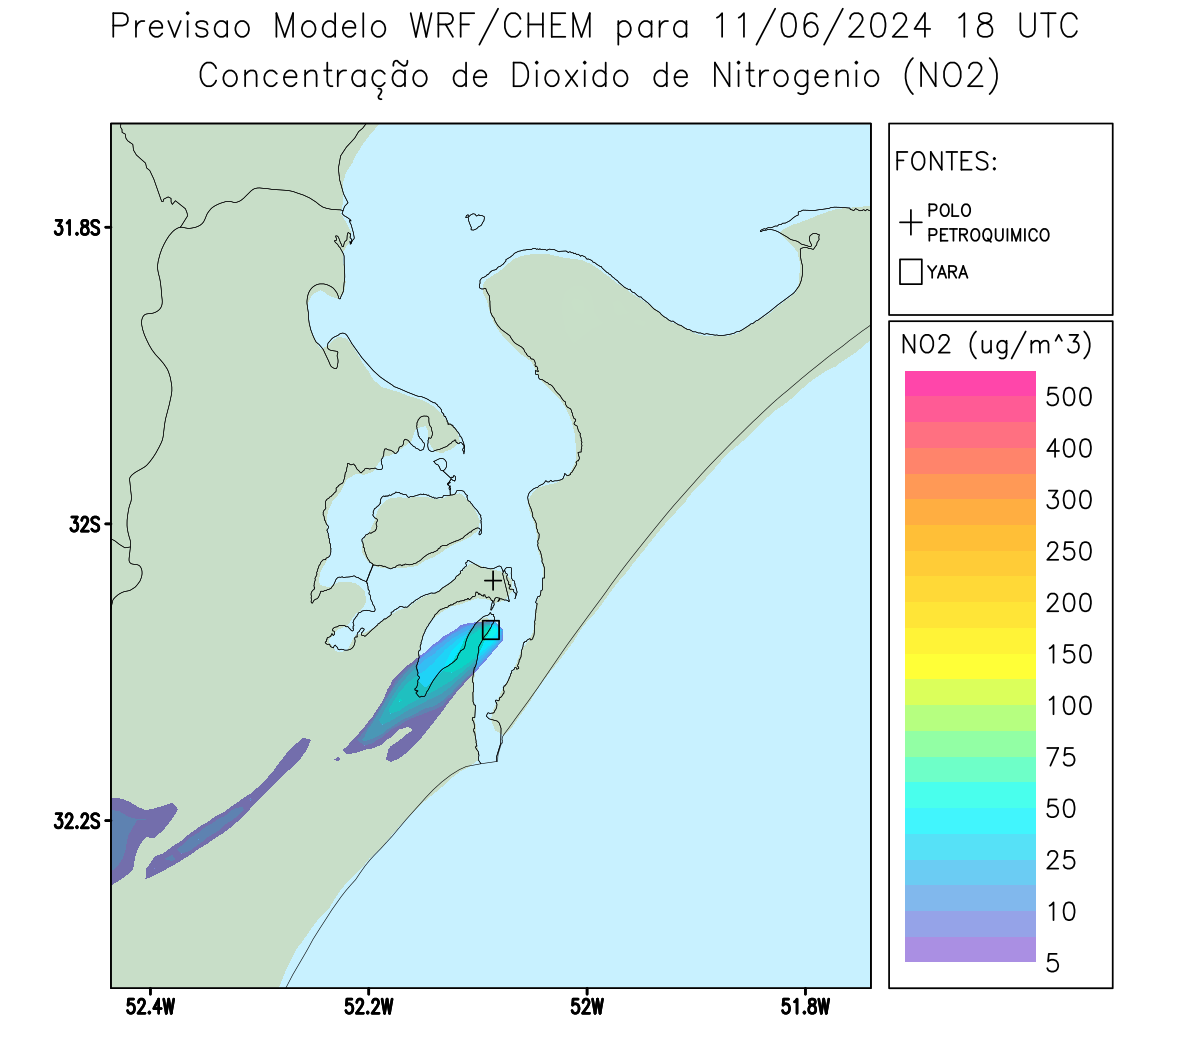 Previsao Modelo WRF/CHEM para 11/06/2024 18 UTC
Concentração de Dioxido de Nitrogenio (NO2)
FONTES:
POLO
PETROQUIMICO
YARA
NO2 (ug/m^3)
500
400
300
250
200
150
100
75
50
25
10
5
31.8S
32S
32.2S
52.4W
52.2W
52W
51.8W